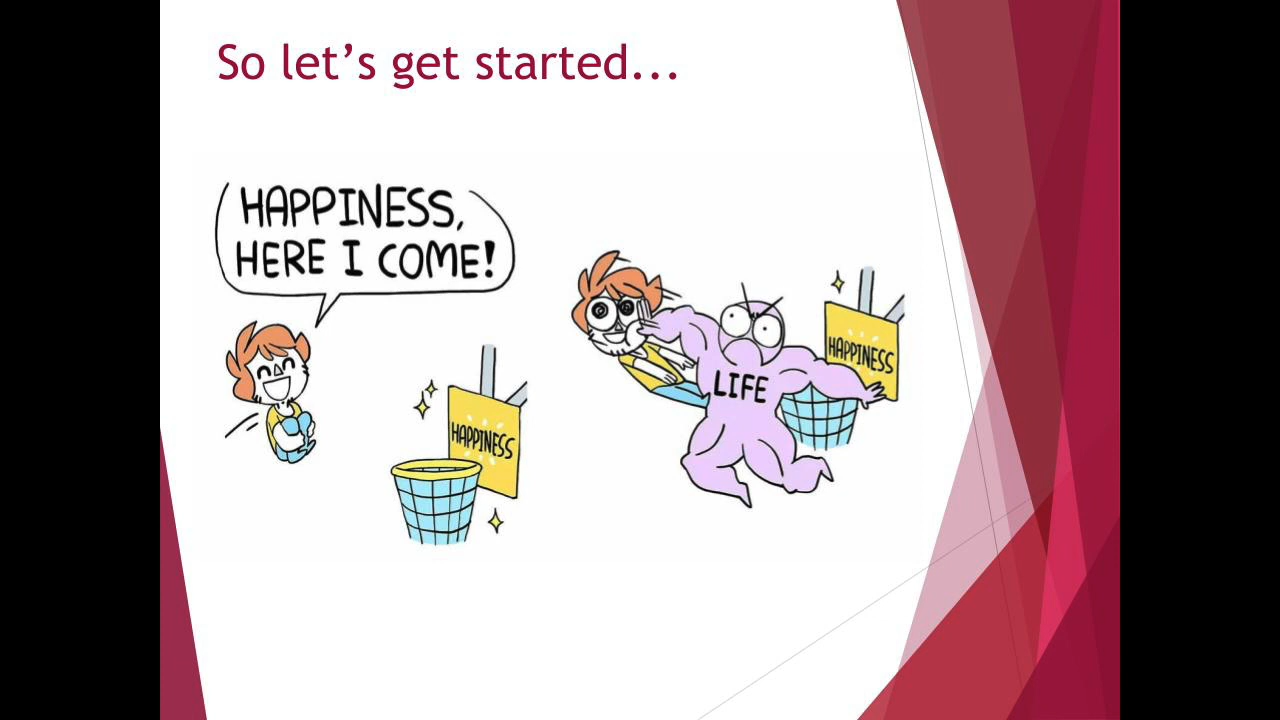 So let’s get started...
HAPPINESS,
HERE I COME!
HAPPINESS
LIFE
HAPPINESS